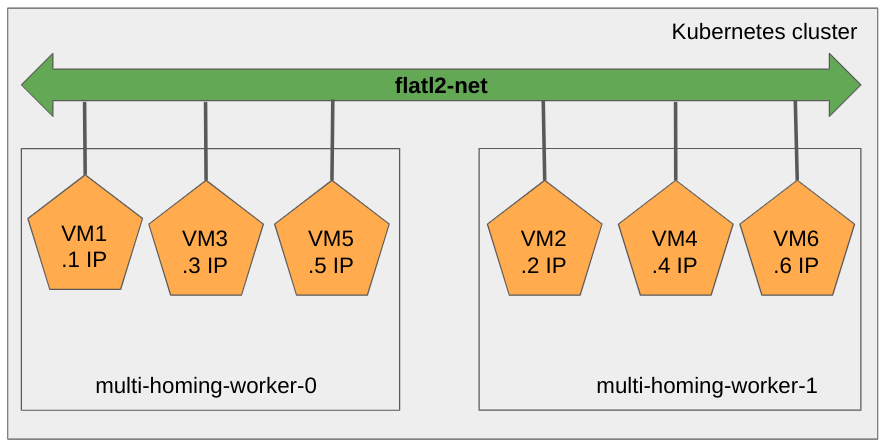 Kubernetes cluster
flatl2-net
VM1
.1 IP
VM3
.3 IP
VM5
.5 IP
VM2
.2 IP
VM4
.4 IP
VM6
.6 IP
multi-homing-worker-0
multi-homing-worker-1